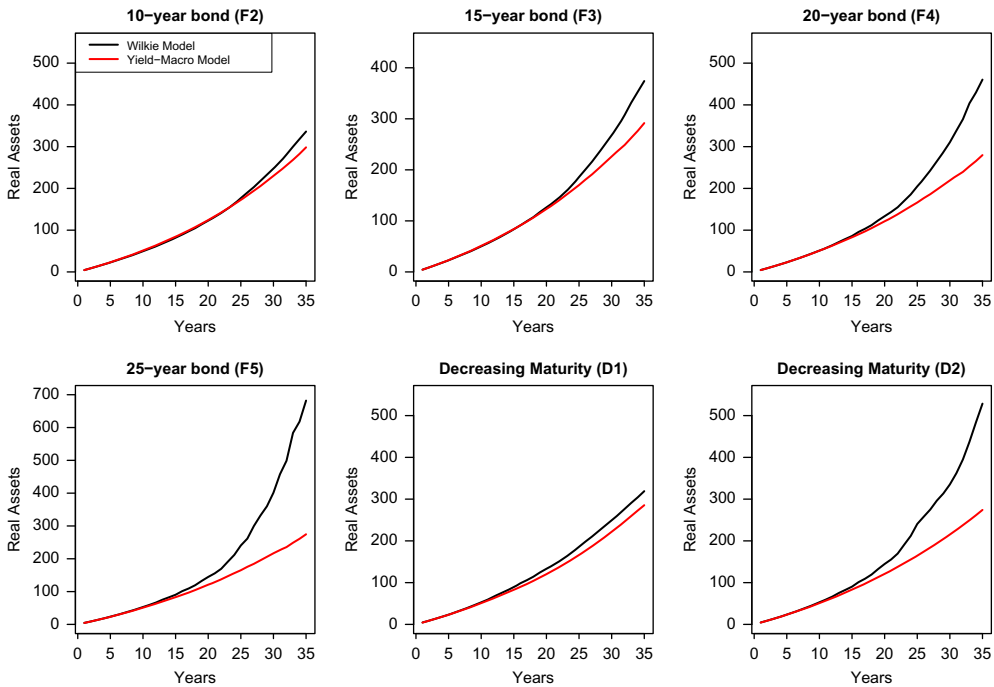 10−year bond (F2)
Wilkie Model
Yield−Macro Model
Real Assets
500
400
300
200
100
0
0 5 10 15 20 25 30 35
Years
15−year bond (F3)
Real Assets
400
300
200
100
0
0 5 10 15 20 25 30 35
Years
20−year bond (F4)
Real Assets
500
400
300
200
100
0
0 5 10 15 20 25 30 35
Years
25−year bond (F5)
Real Assets
700
600
500
400
300
200
100
0
0 5 10 15 20 25 30 35
Years
Decreasing Maturity (D1)
Real Assets
500
400
300
200
100
0
0 5 10 15 20 25 30 35
Years
Decreasing Maturity (D2)
Real Assets
500
400
300
200
100
0
0 5 10 15 20 25 30 35
Years